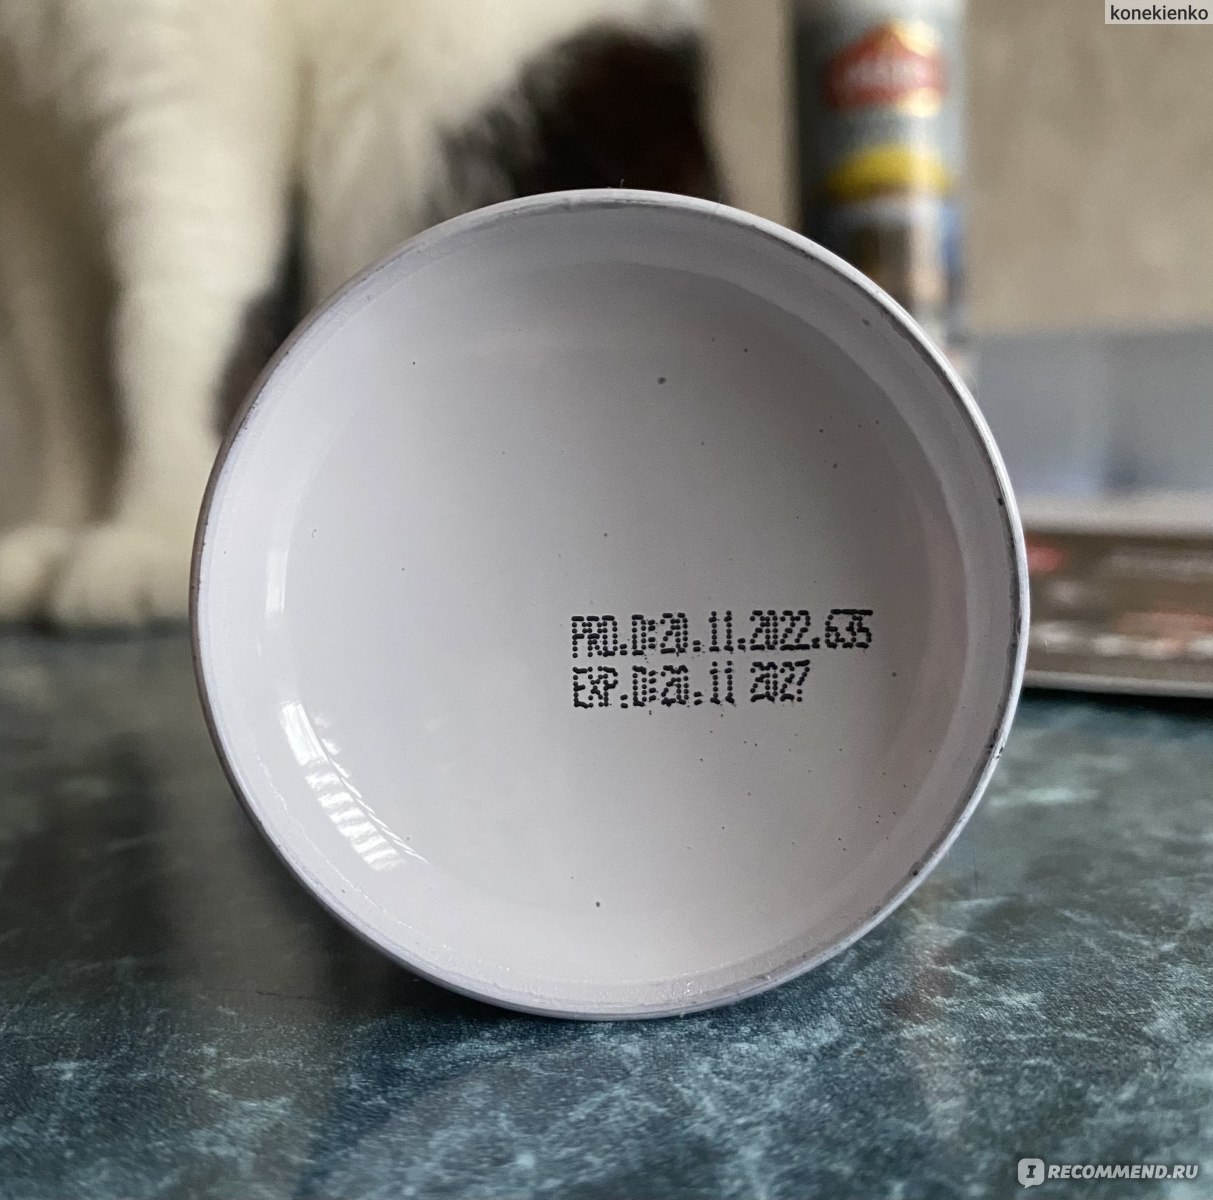 konekienko
PRO.D:20.11.2022.635
EXP.D:20.11 2027
I RECOMMEND.RU